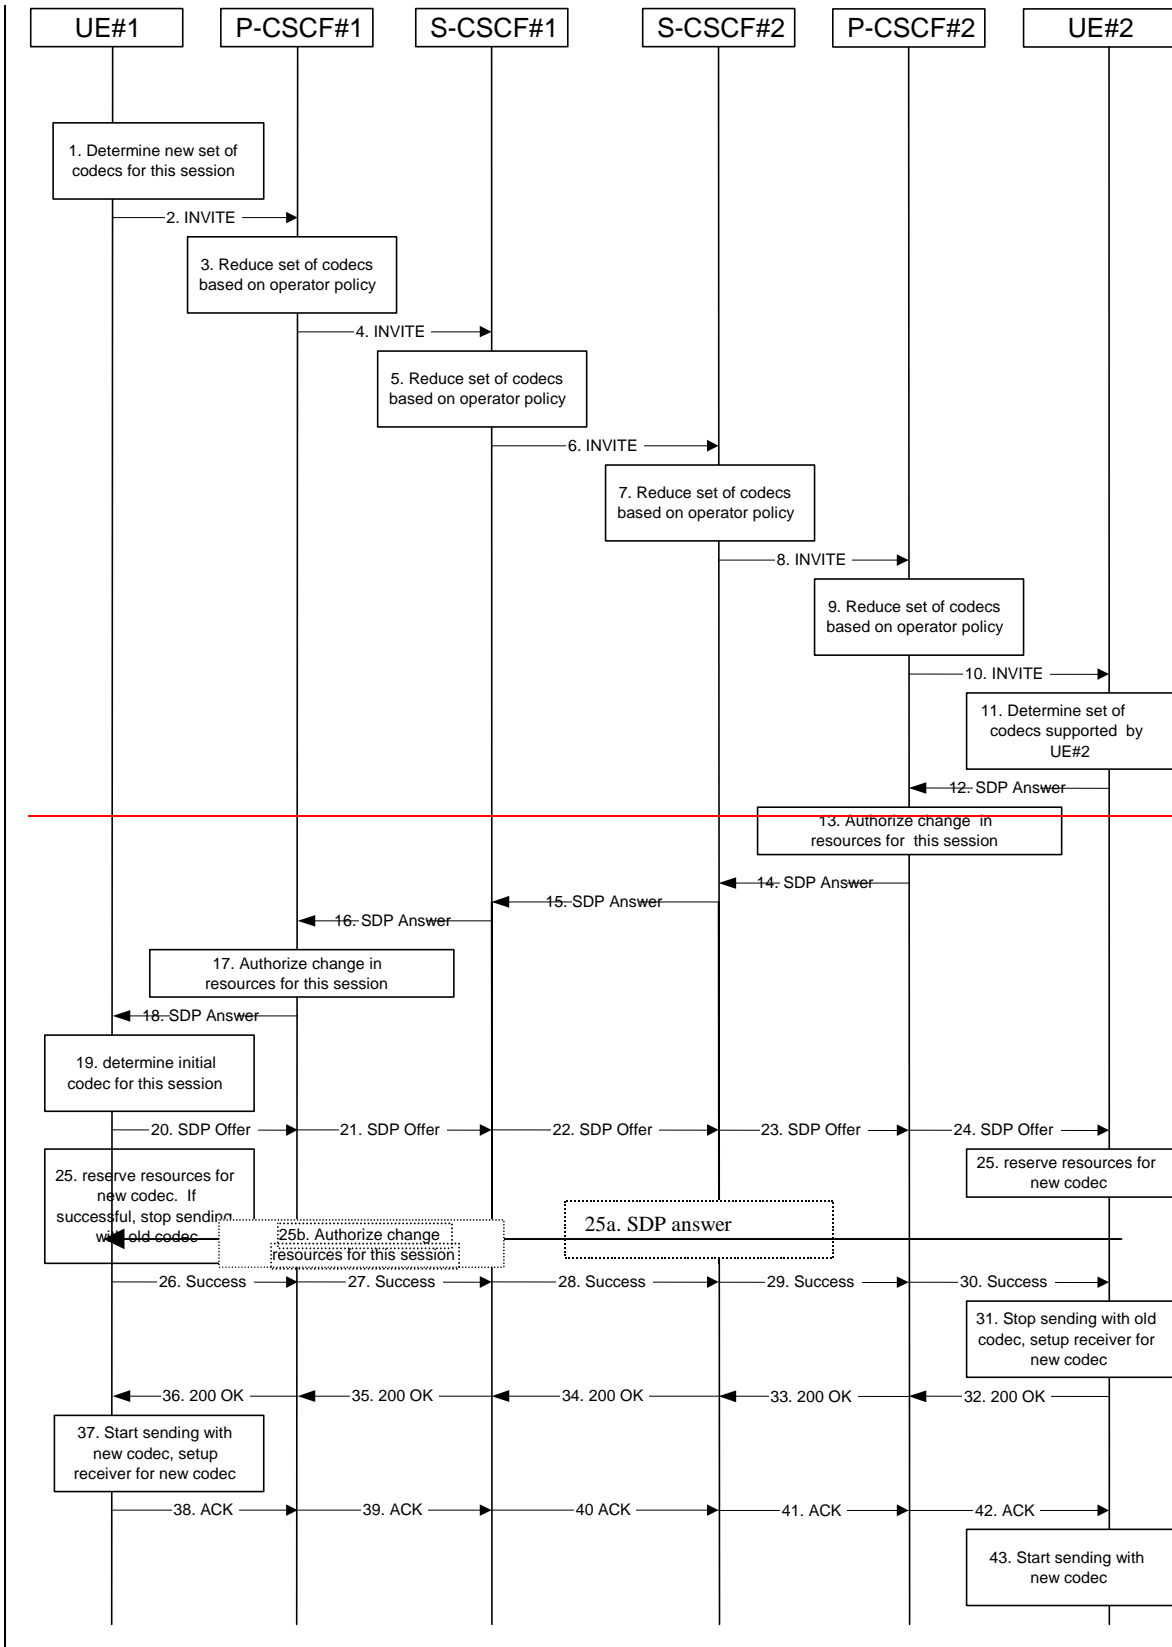 UE#1 P-CSCF#1 S-CSCF#1 S-CSCF#2 P-CSCF#2 UE#2
1. Determine new set of
codecs for this session
2. INVITE
3. Reduce set of codecs
based on operator policy
4. INVITE
5. Reduce set of codecs
based on operator policy
6. INVITE
7. Reduce set of codecs
based on operator policy
8. INVITE
9. Reduce set of codecs
based on operator policy
10. INVITE
11. Determine set of
codecs supported by
UE#2
12. SDP Answer
13. Authorize change in
resources for this session
14. SDP Answer
15. SDP Answer
16. SDP Answer
17. Authorize change in
resources for this session
18. SDP Answer
19. determine initial
codec for this session
20. SDP Offer 21. SDP Offer 22. SDP Offer 23. SDP Offer 24. SDP Offer
25. reserve resources for
new codec. If
successful, stop sending
with old codec
25. reserve resources for
new codec
25a. SDP answer
25b. Authorize change
resources for this session
26. Success 27. Success 28. Success 29. Success 30. Success
31. Stop sending with old
codec, setup receiver for
new codec
36. 200 OK 35. 200 OK 34. 200 OK 33. 200 OK 32. 200 OK
37. Start sending with
new codec, setup
receiver for new codec
38. ACK 39. ACK 40 ACK 41. ACK 42. ACK
43. Start sending with
new codec